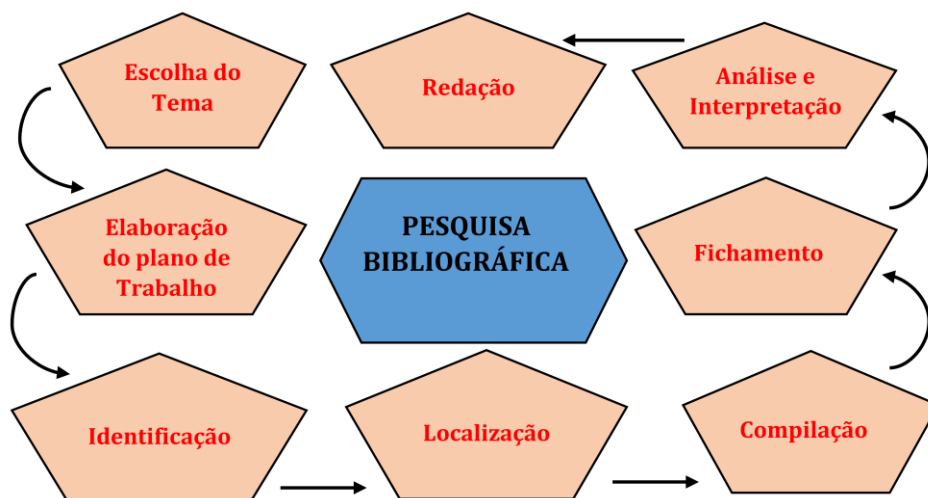 Escolha do
Tema
Redação
Análise e
Interpretação
Elaboração
do plano de
Trabalho
PESQUISA
BIBLIOGRÁFICA
Fichamento
Identificação
Localização
Compilação